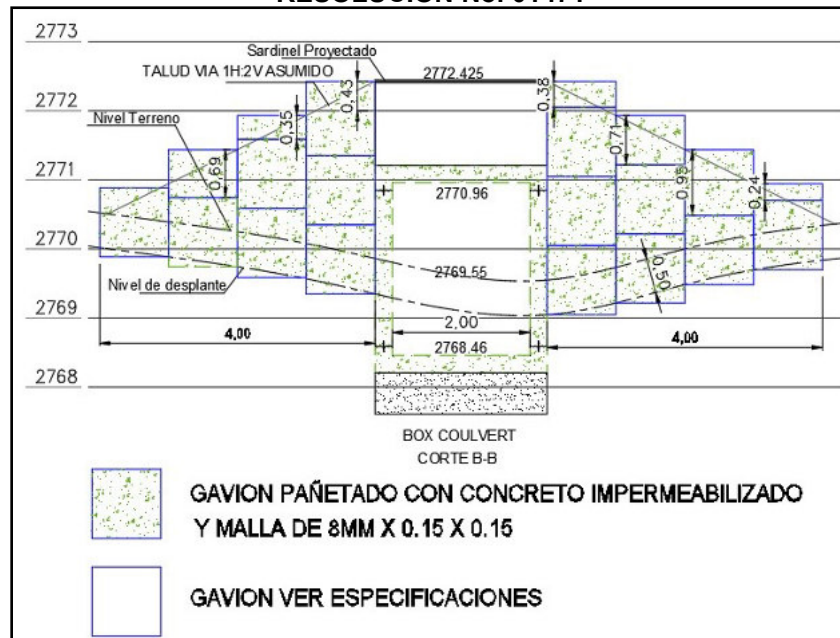 2773
Sardinel Proyectado
TALUD VIA 1H:2V ASUMIDO
0,43
2772.425
0,38
2772
Nivel Terreno
0,35
0,71
2771
0,69
0,95
0,24
2770.96
2770
2769.55
0,50
Nivel de desplante
2769
2,00
4,00
2768.46
4,00
2768
BOX COULVERT
CORTE B-B
GAVION PAÑETADO CON CONCRETO IMPERMEABILIZADO
Y MALLA DE 8MM X 0.15 X 0.15
GAVION VER ESPECIFICACIONES